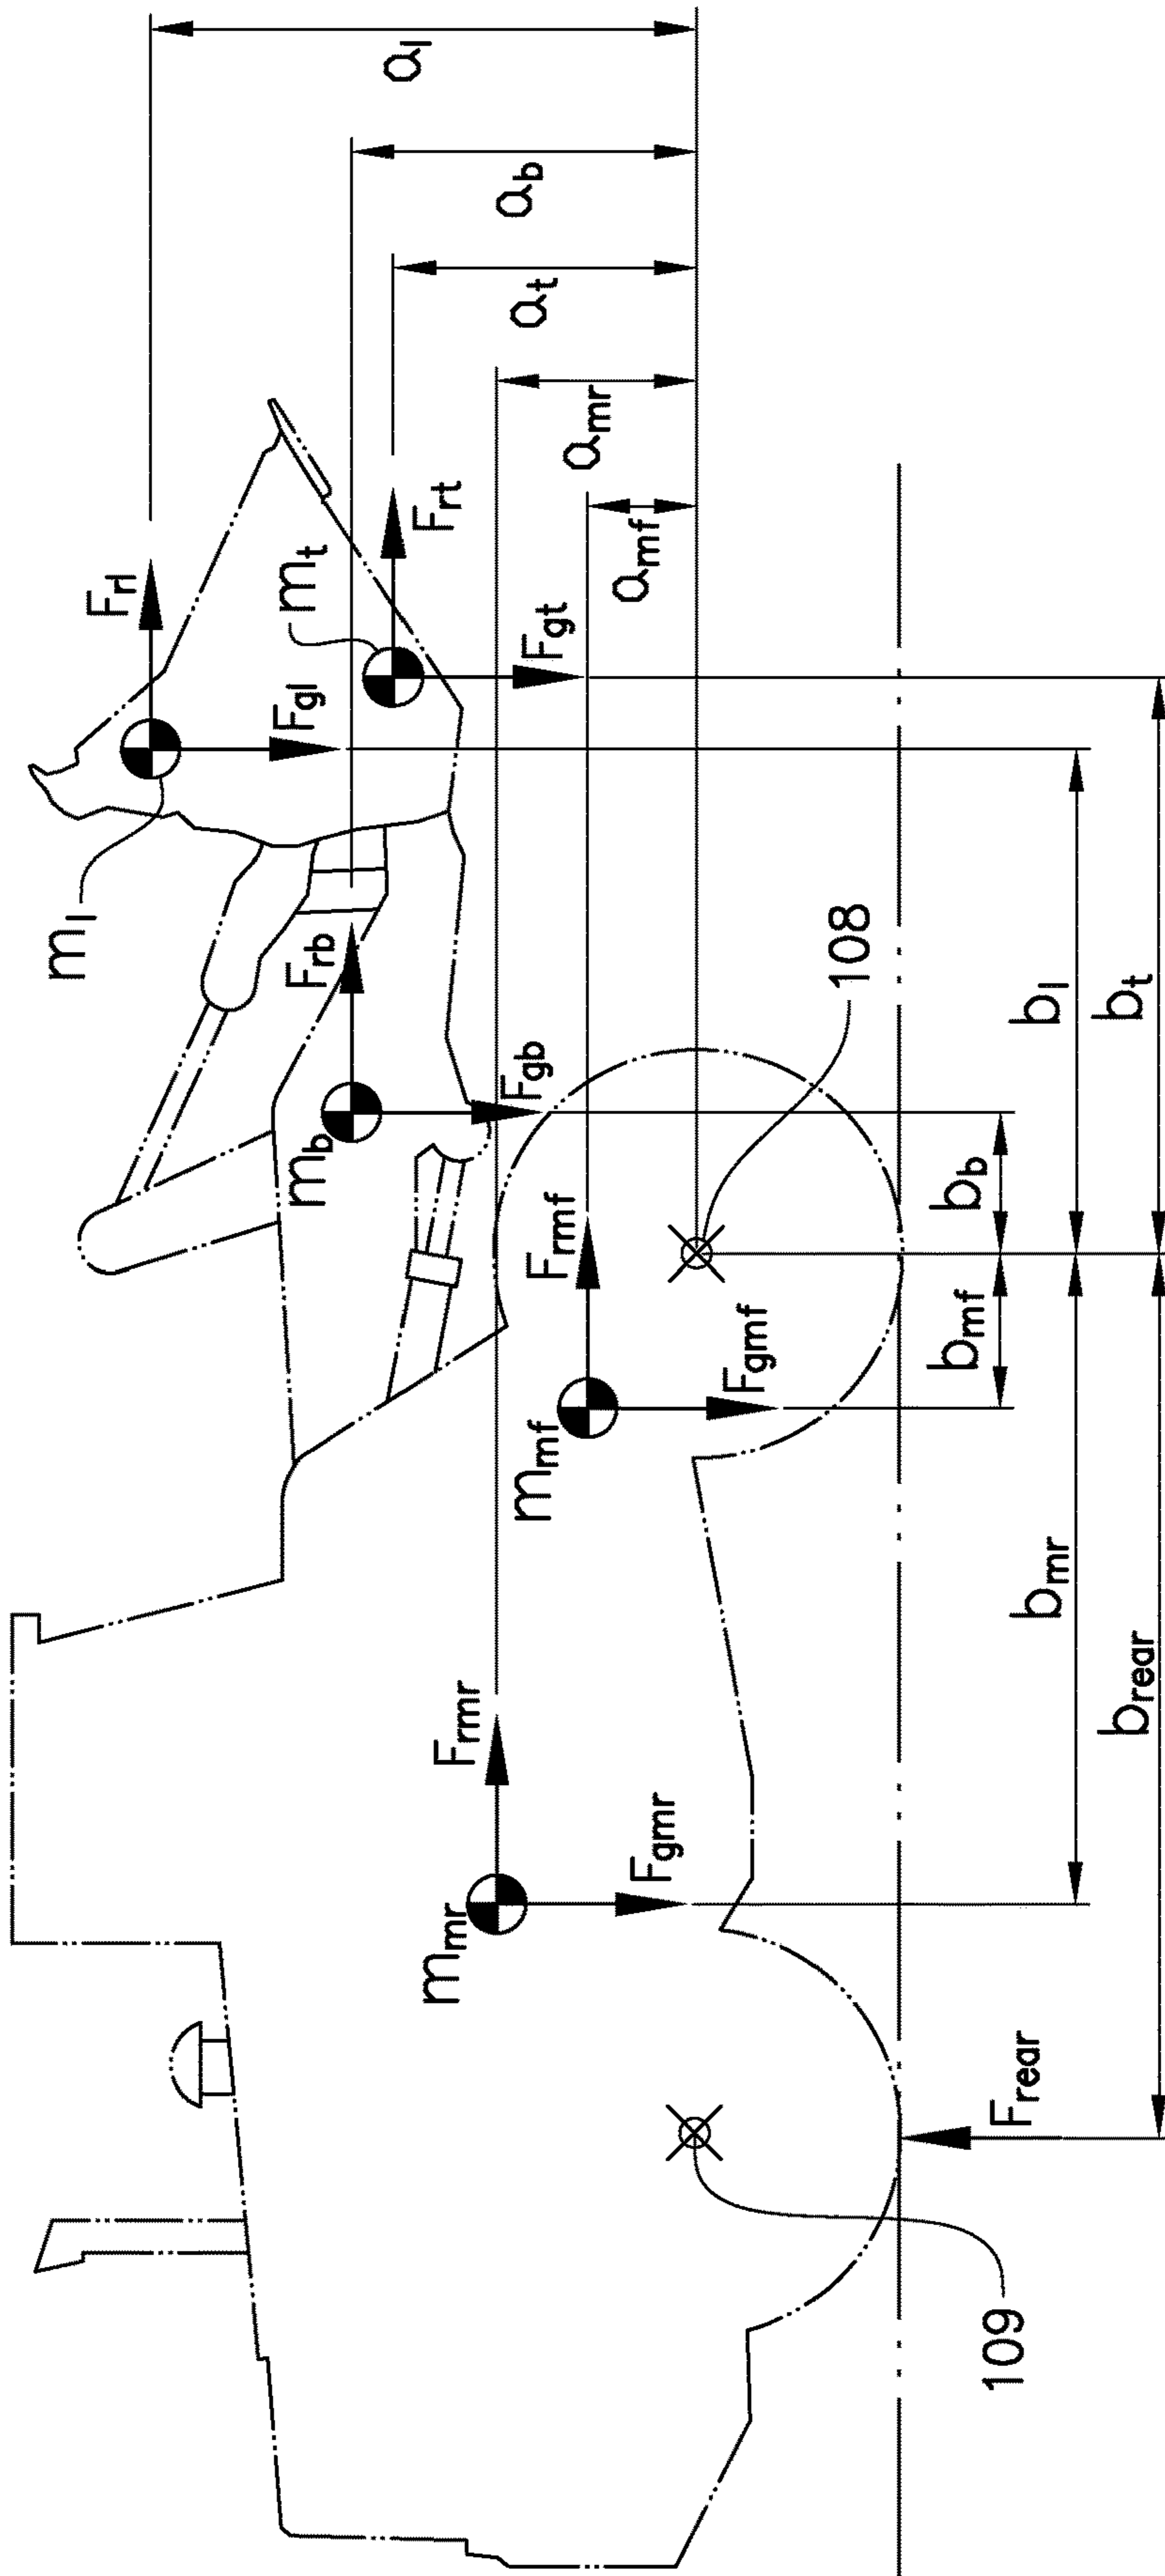 F_rl
a_l
m_l
F_gl
m_t
F_rt
a_b
a_t
F_gt
F_rb
m_b
F_gb
a_mr
a_mf
F_rmr
m_mr
F_gmr
F_rmf
m_mf
F_gmf
108
109
F_rear
b_mf
b_b
b_mr
b_l
b_rear
b_t